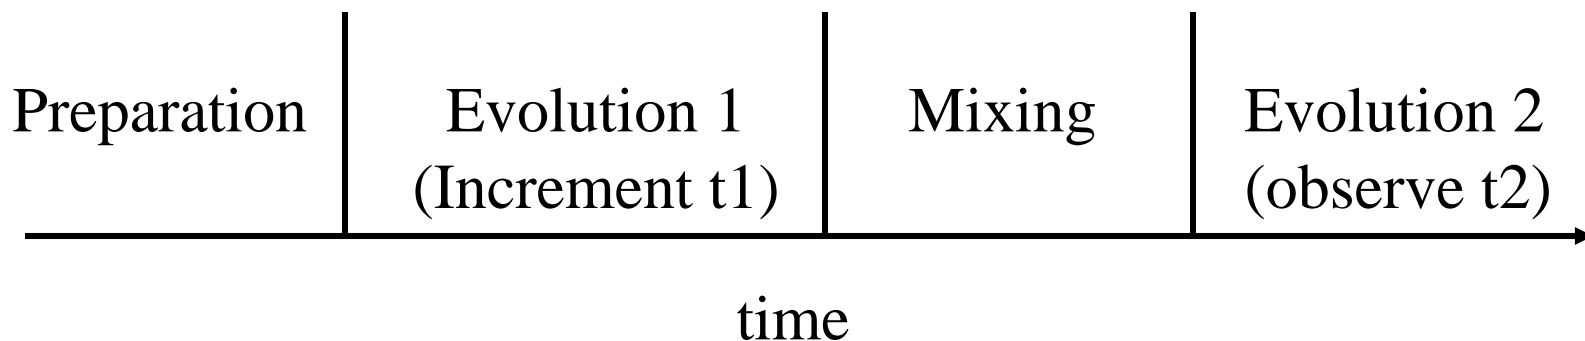 Preparation
Evolution 1
(Increment t1)
Mixing
Evolution 2
(observe t2)
time